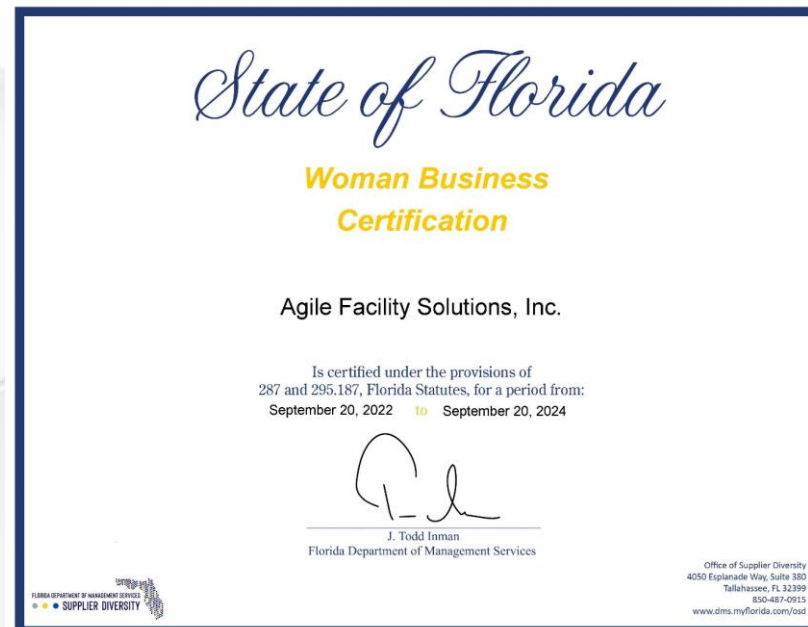 State of Florida
Woman Business
Certification
Agile Facility Solutions, Inc.
Is certified under the provisions of
287 and 295.187, Florida Statutes, for a period from:
September 20, 2022 to September 20, 2024
J. Todd Inman
Florida Department of Management Services
FLORIDA DEPARTMENT OF MANAGEMENT SERVICES
SUPPLIER DIVERSITY
Office of Supplier Diversity
4050 Esplanade Way, Suite 380
Tallahassee, FL 32399
850-487-0915
www.dms.myflorida.com/osd